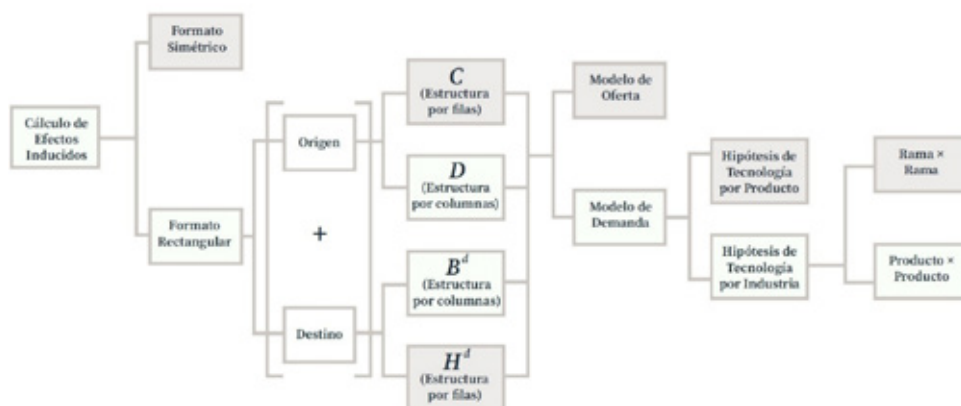 Formato
Simétrico
Cálculo de
Efectos
Inducidos
Formato
Rectangular
Origen
+
Destino
C
(Estructura
por filas)
D
(Estructura
por columnas)
B^d
(Estructura
por columnas)
H^d
(Estructura
por filas)
Modelo de
Oferta
Modelo de
Demanda
Hipótesis de
Tecnología
por Producto
Hipótesis de
Tecnología
por Industria
Rama ×
Rama
Producto ×
Producto